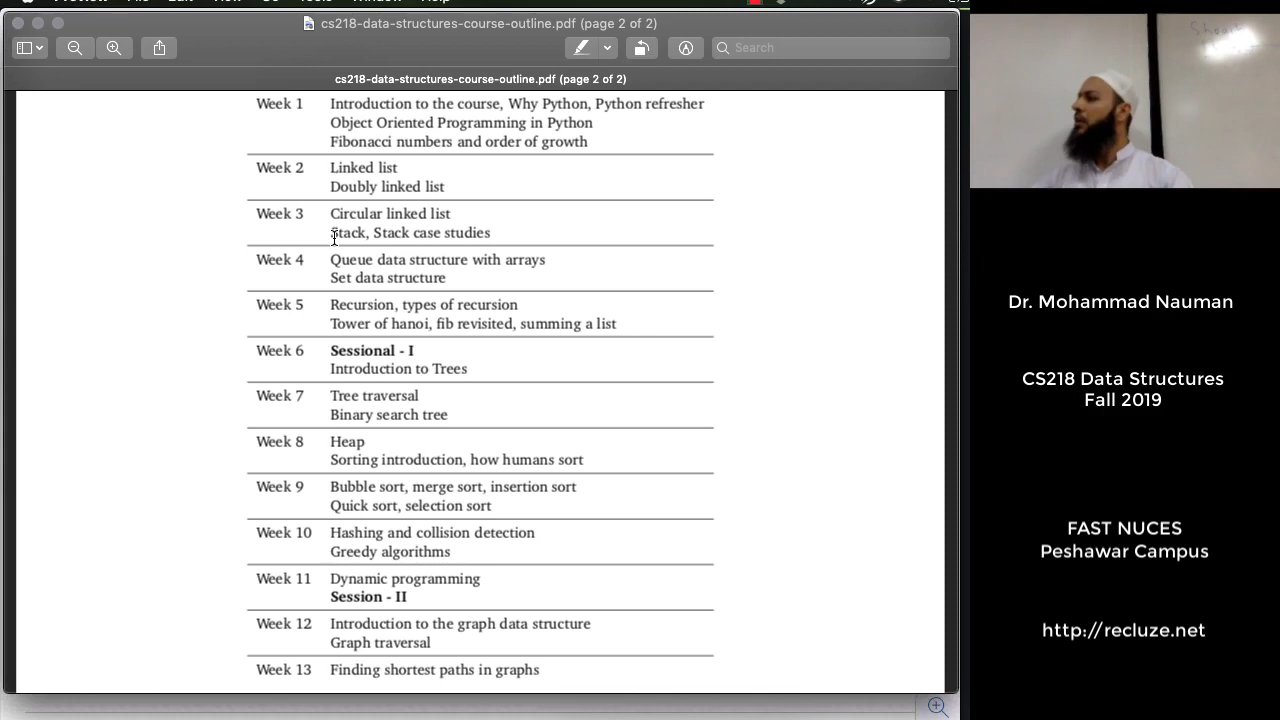 cs218-data-structures-course-outline.pdf (page 2 of 2)
Search
cs218-data-structures-course-outline.pdf (page 2 of 2)
Week 1 Introduction to the course, Why Python, Python refresher
Object Oriented Programming in Python
Fibonacci numbers and order of growth
Week 2 Linked list
Doubly linked list
Week 3 Circular linked list
Stack, Stack case studies
Week 4 Queue data structure with arrays
Set data structure
Week 5 Recursion, types of recursion
Tower of hanoi, fib revisited, summing a list
Week 6 Sessional - I
Introduction to Trees
Week 7 Tree traversal
Binary search tree
Week 8 Heap
Sorting introduction, how humans sort
Week 9 Bubble sort, merge sort, insertion sort
Quick sort, selection sort
Week 10 Hashing and collision detection
Greedy algorithms
Week 11 Dynamic programming
Session - II
Week 12 Introduction to the graph data structure
Graph traversal
Week 13 Finding shortest paths in graphs
Dr. Mohammad Nauman
CS218 Data Structures
Fall 2019
FAST NUCES
Peshawar Campus
http://recluze.net